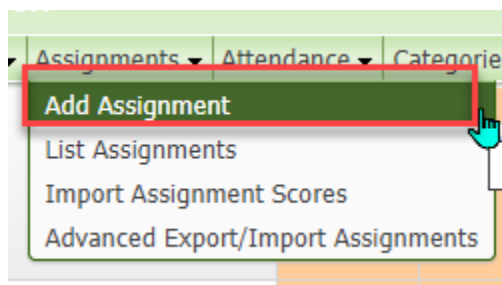 Assignments Attendance Categorie
Add Assignment
List Assignments
Import Assignment Scores
Advanced Export/Import Assignments